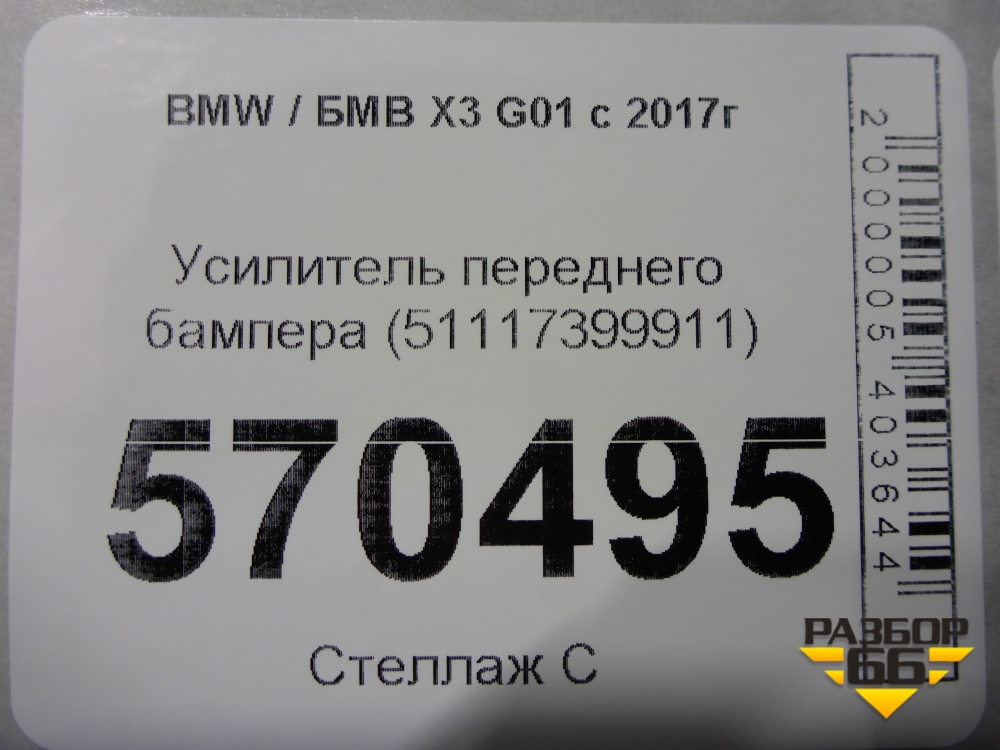 BMW / БМВ X3 G01 с 2017г
Усилитель переднего
бампера (51117399911)
570495
Стеллаж С
2000005403644
РАЗБОР
66